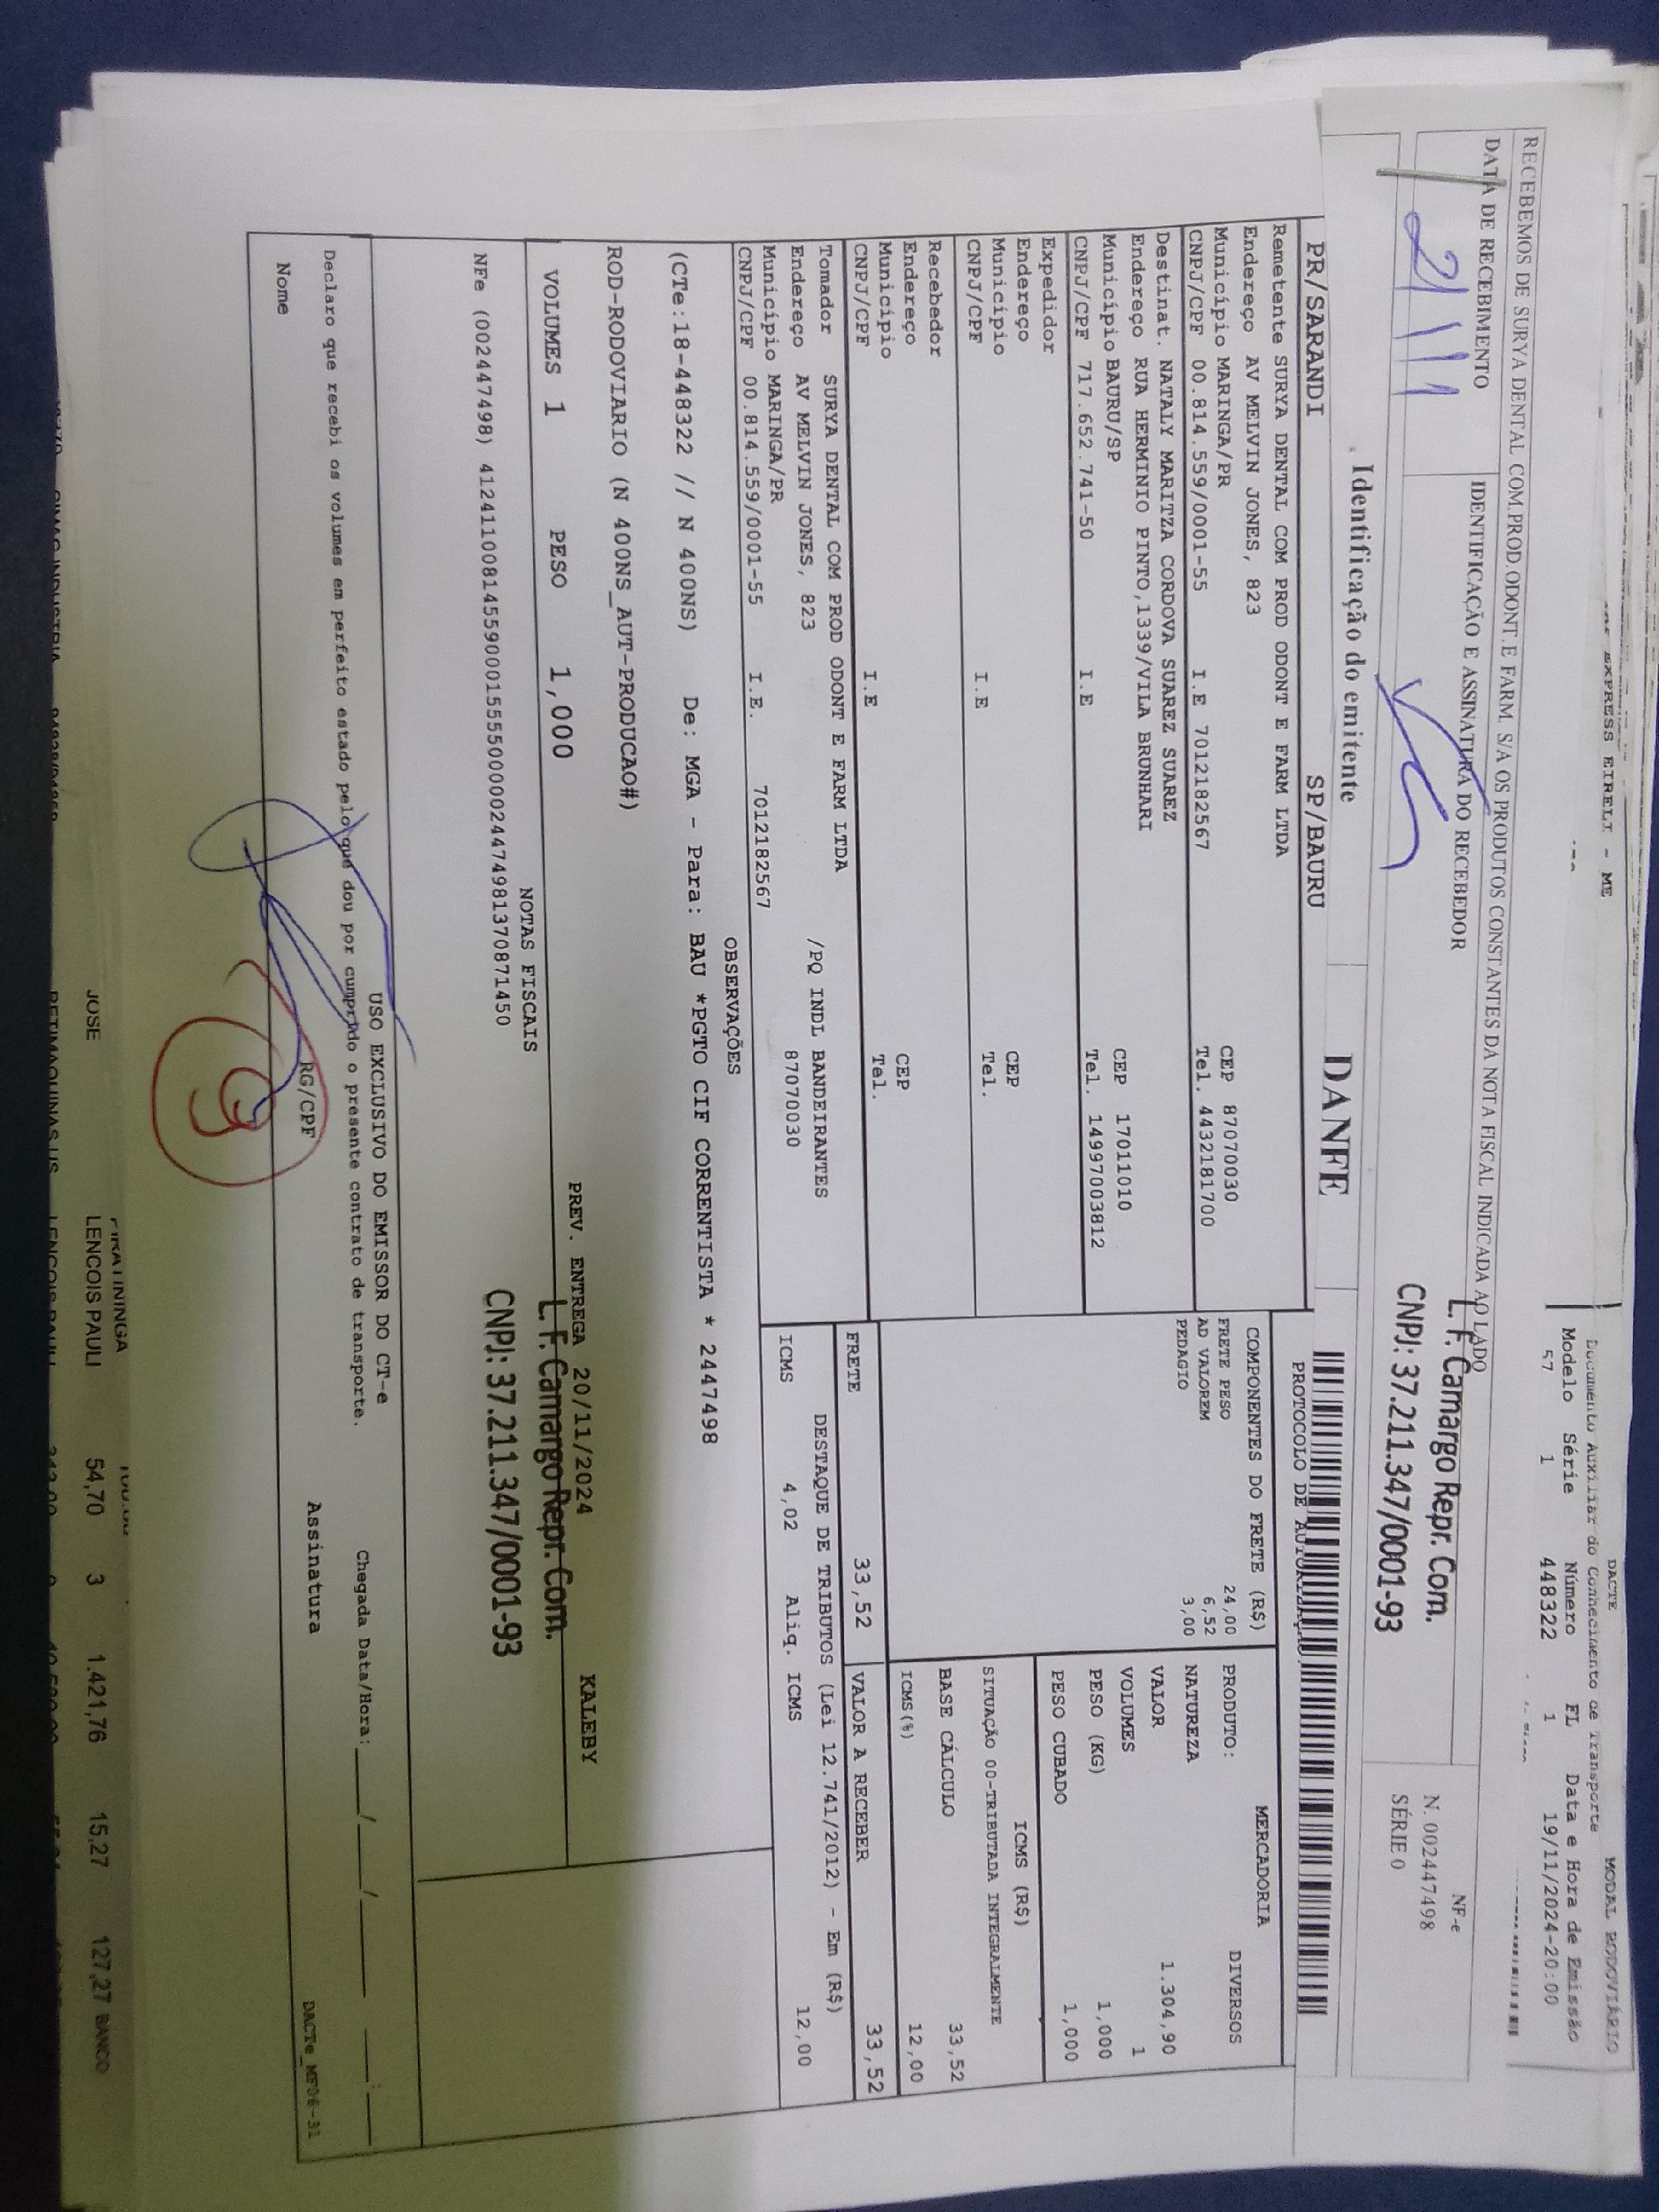 EXPRESS EIRELI - ME
DACTE
MODAL RODOVIÁRIO
Documento Auxiliar do Conhecimento de Transporte
Modelo Série Número FL Data e Hora de Emissão
57 1 448322 1 19/11/2024-20:00
RECEBEMOS DE SURYA DENTAL COM.PROD.ODONT.E FARM. S/A OS PRODUTOS CONSTANTES DA NOTA FISCAL INDICADA AO LADO
DATA DE RECEBIMENTO
IDENTIFICAÇÃO E ASSINATURA DO RECEBEDOR
21/11
L. F. Camargo Repr. Com.
CNPJ: 37.211.347/0001-93
NF-e
N. 002447498
SÉRIE 0
Identificação do emitente
DANFE
PR/SARANDI SP/BAURU
PROTOCOLO DE AUTORIZAÇÃO
Remetente SURYA DENTAL COM PROD ODONT E FARM LTDA
Endereço AV MELVIN JONES, 823
Município MARINGA/PR CEP 87070030
CNPJ/CPF 00.814.559/0001-55 I.E 7012182567 Tel. 4432181700
Destinat. NATALY MARITZA CORDOVA SUAREZ SUAREZ
Endereço RUA HERMINIO PINTO,1339/VILA BRUNHARI
Município BAURU/SP CEP 17011010
CNPJ/CPF 717.652.741-50 I.E Tel. 14997003812
Expedidor
Endereço
Município CEP
CNPJ/CPF I.E Tel.
Recebedor
Endereço
Município CEP
CNPJ/CPF I.E Tel.
Tomador SURYA DENTAL COM PROD ODONT E FARM LTDA
Endereço AV MELVIN JONES, 823 /PQ INDL BANDEIRANTES
Município MARINGA/PR 87070030
CNPJ/CPF 00.814.559/0001-55 I.E. 7012182567
COMPONENTES DO FRETE (R$)
FRETE PESO 24,00
AD VALOREM 6,52
PEDAGIO 3,00
MERCADORIA
PRODUTO: DIVERSOS
NATUREZA
VALOR 1.304,90
VOLUMES 1
PESO (KG) 1,000
PESO CUBADO 1,000
ICMS (R$)
SITUAÇÃO 00-TRIBUTADA INTEGRALMENTE
BASE CÁLCULO 33,52
ICMS(%) 12,00
FRETE 33,52
VALOR A RECEBER 33,52
DESTAQUE DE TRIBUTOS (Lei 12.741/2012) - Em (R$)
ICMS 4,02 Aliq. ICMS 12,00
OBSERVAÇÕES
(CTe:18-448322 // N 400NS) De: MGA - Para: BAU *PGTO CIF CORRENTISTA * 2447498
ROD-RODOVIARIO (N 400NS_AUT-PRODUCAO#)
VOLUMES 1 PESO 1,000 PREV. ENTREGA 20/11/2024 KALEBY
L. F. Camargo Repr. Com.
CNPJ: 37.211.347/0001-93
NOTAS FISCAIS
NFe (002447498) 41241100814559000155550000024474981370871450
USO EXCLUSIVO DO EMISSOR DO CT-e
Declaro que recebi os volumes em perfeito estado pelo que dou por cumprido o presente contrato de transporte.
Chegada Data/Hora: ____/____/______ ____:____
Nome RG/CPF Assinatura
DACTe_MF06-31
PIRATININGA
JOSE LENCOIS PAULI 54,70 3 1.421,76 15,27 127,27 BANCO